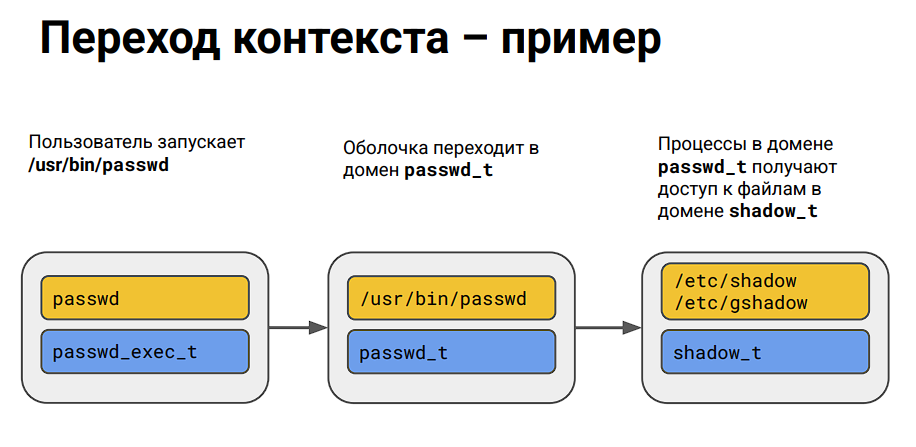 Переход контекста – пример
Пользователь запускает
/usr/bin/passwd
Оболочка переходит в
домен passwd_t
Процессы в домене
passwd_t получают
доступ к файлам в
домене shadow_t
passwd
passwd_exec_t
/usr/bin/passwd
passwd_t
/etc/shadow
/etc/gshadow
shadow_t